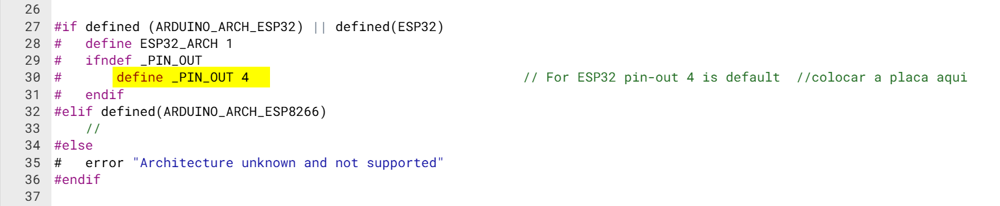 26
27 #if defined (ARDUINO_ARCH_ESP32) || defined(ESP32)
28 #   define ESP32_ARCH 1
29 #   ifndef _PIN_OUT
30 #       define _PIN_OUT 4                                   // For ESP32 pin-out 4 is default  //colocar a placa aqui
31 #   endif
32 #elif defined(ARDUINO_ARCH_ESP8266)
33     //
34 #else
35 #   error "Architecture unknown and not supported"
36 #endif
37